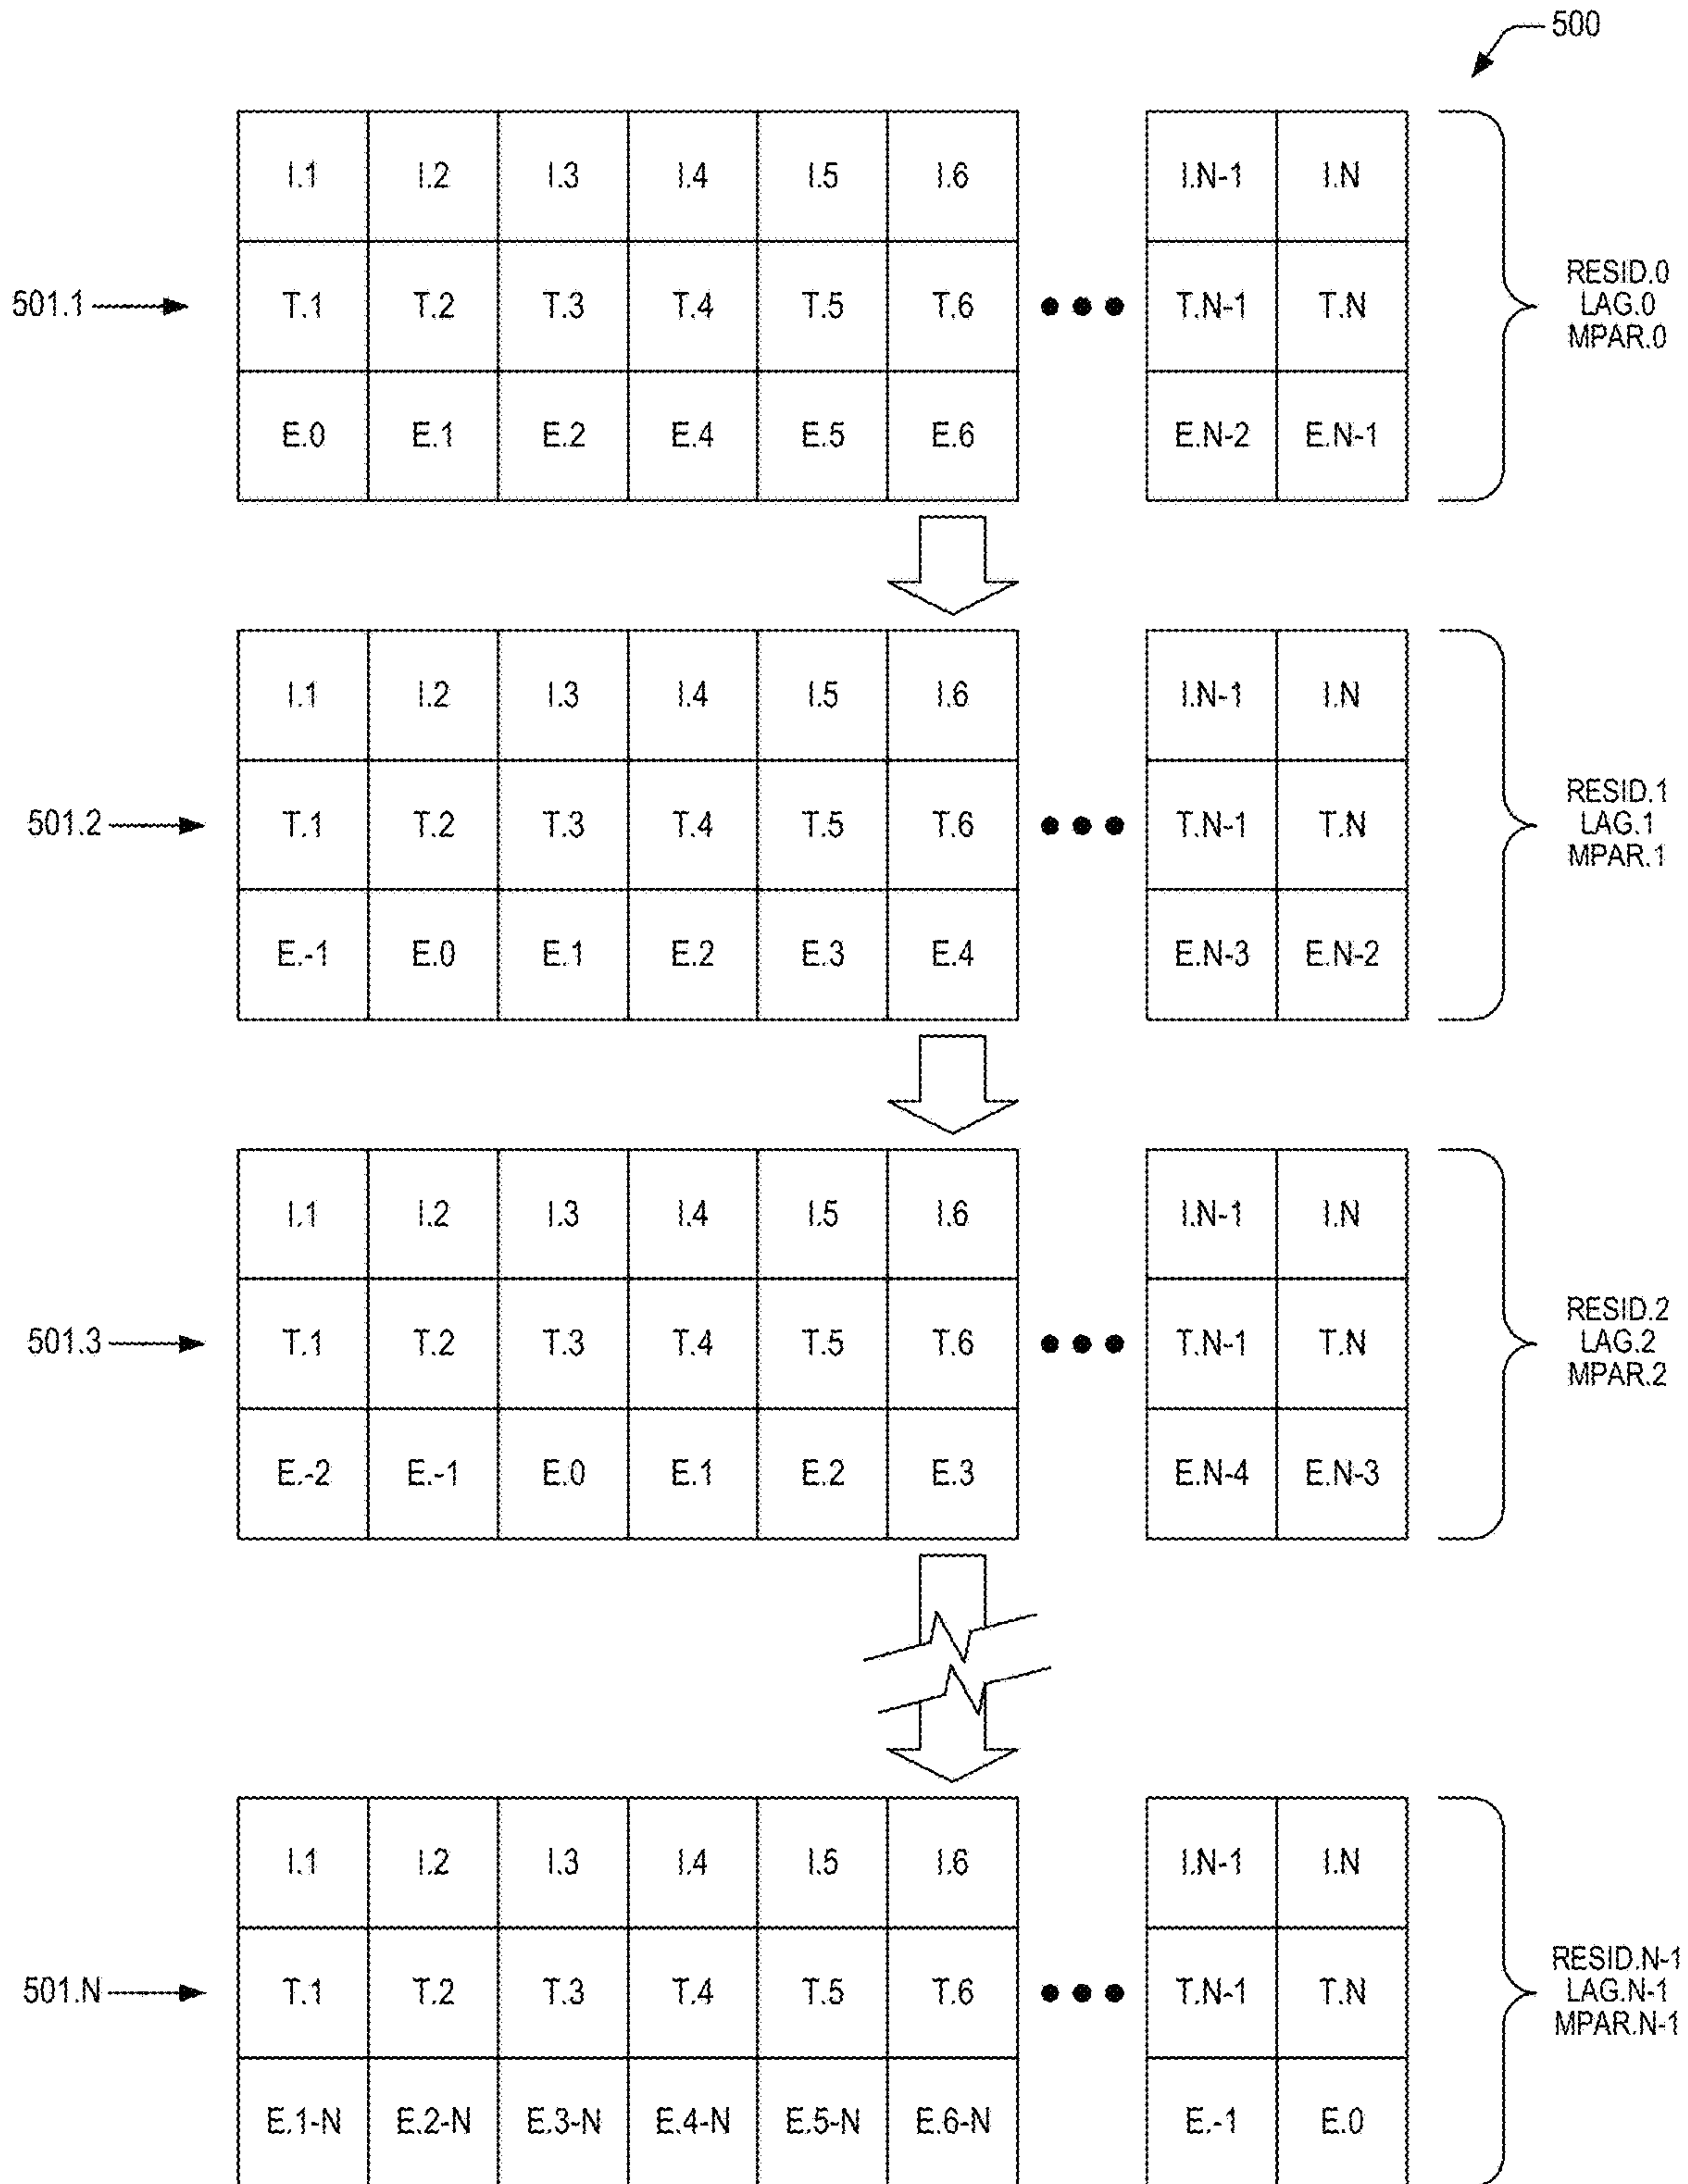 500
I.1 I.2 I.3 I.4 I.5 I.6 I.N-1 I.N
501.1 T.1 T.2 T.3 T.4 T.5 T.6 ●●● T.N-1 T.N
E.0 E.1 E.2 E.4 E.5 E.6 E.N-2 E.N-1
RESID.0
LAG.0
MPAR.0
I.1 I.2 I.3 I.4 I.5 I.6 I.N-1 I.N
501.2 T.1 T.2 T.3 T.4 T.5 T.6 ●●● T.N-1 T.N
E.-1 E.0 E.1 E.2 E.3 E.4 E.N-3 E.N-2
RESID.1
LAG.1
MPAR.1
I.1 I.2 I.3 I.4 I.5 I.6 I.N-1 I.N
501.3 T.1 T.2 T.3 T.4 T.5 T.6 ●●● T.N-1 T.N
E.-2 E.-1 E.0 E.1 E.2 E.3 E.N-4 E.N-3
RESID.2
LAG.2
MPAR.2
I.1 I.2 I.3 I.4 I.5 I.6 I.N-1 I.N
501.N T.1 T.2 T.3 T.4 T.5 T.6 ●●● T.N-1 T.N
E.1-N E.2-N E.3-N E.4-N E.5-N E.6-N E.-1 E.0
RESID.N-1
LAG.N-1
MPAR.N-1